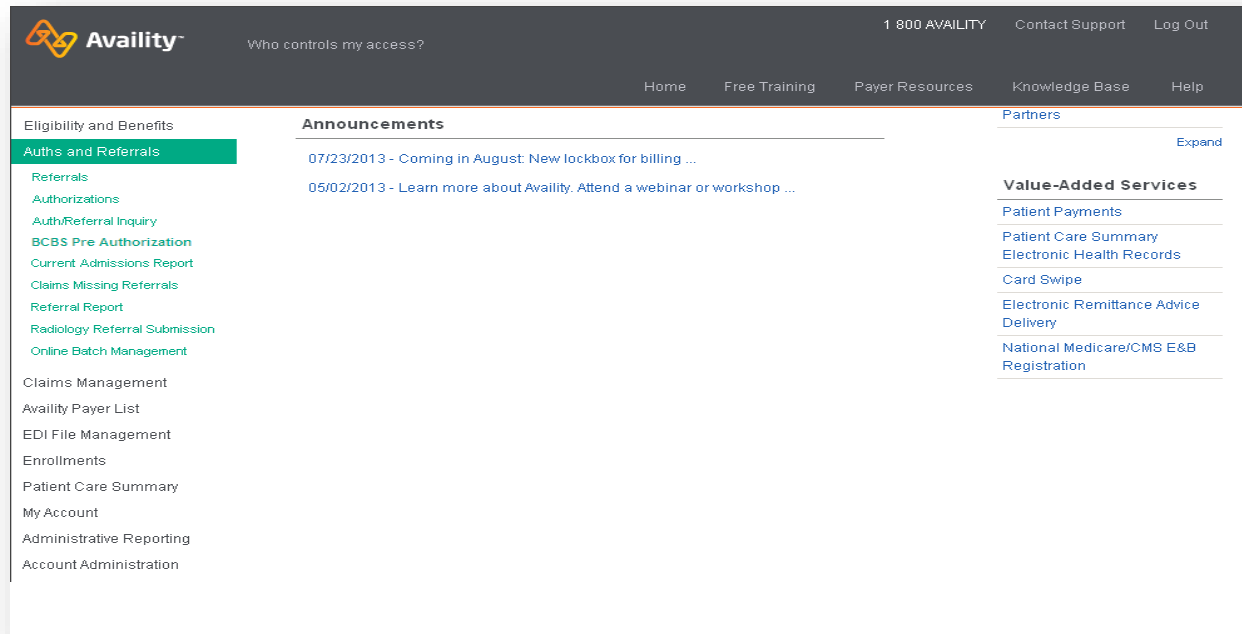 Availity™
Who controls my access?
1 800 AVAILITY Contact Support Log Out
Home Free Training Payer Resources Knowledge Base Help
Eligibility and Benefits
Auths and Referrals
Referrals
Authorizations
Auth/Referral Inquiry
BCBS Pre Authorization
Current Admissions Report
Claims Missing Referrals
Referral Report
Radiology Referral Submission
Online Batch Management
Claims Management
Availity Payer List
EDI File Management
Enrollments
Patient Care Summary
My Account
Administrative Reporting
Account Administration
Announcements
07/23/2013 - Coming in August: New lockbox for billing ...
05/02/2013 - Learn more about Availity. Attend a webinar or workshop ...
Partners
Expand
Value-Added Services
Patient Payments
Patient Care Summary
Electronic Health Records
Card Swipe
Electronic Remittance Advice
Delivery
National Medicare/CMS E&B
Registration